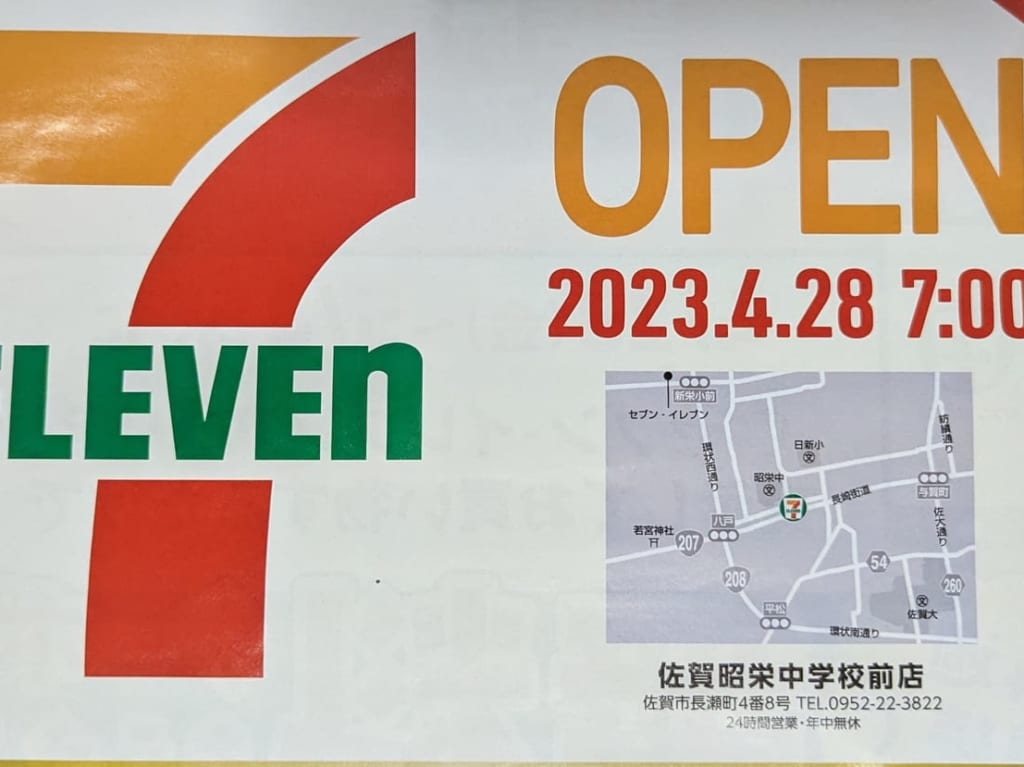 7
ELEVEn
OPEN
2023.4.28 7:00
新栄小前
セブン・イレブン
環状西通り
日新小
昭栄中
紡績通り
長崎街道
与賀町
佐大通り
八戸
若宮神社
207
208
54
260
佐賀大
平松
環状南通り
佐賀昭栄中学校前店
佐賀市長瀬町4番8号 TEL.0952-22-3822
24時間営業・年中無休